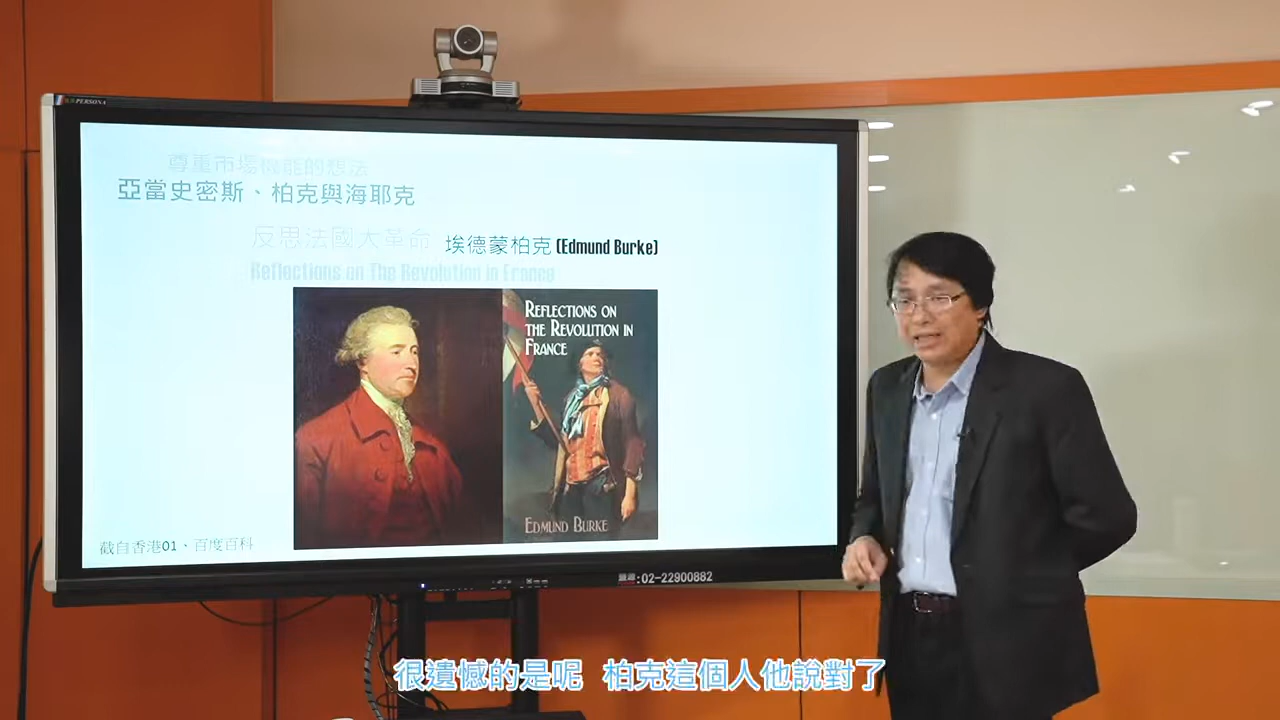 PERSONA
尊重市場機能的想法
亞當史密斯、柏克與海耶克
反思法國大革命 埃德蒙柏克(Edmund Burke)
Reflections on The Revolution in France
REFLECTIONS ON
THE REVOLUTION IN
FRANCE
EDMUND BURKE
截自香港01、百度百科
:02-22900882
很遺憾的是呢 柏克這個人他說對了